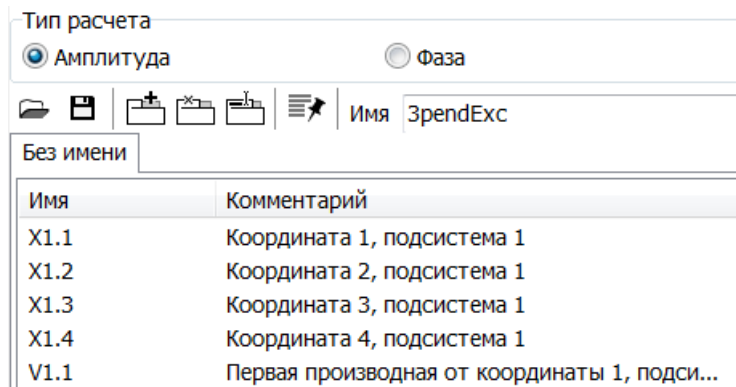 Тип расчета
Амплитуда Фаза
Имя 3pendExc
Без имени
Имя Комментарий
X1.1 Координата 1, подсистема 1
X1.2 Координата 2, подсистема 1
X1.3 Координата 3, подсистема 1
X1.4 Координата 4, подсистема 1
V1.1 Первая производная от координаты 1, подси...